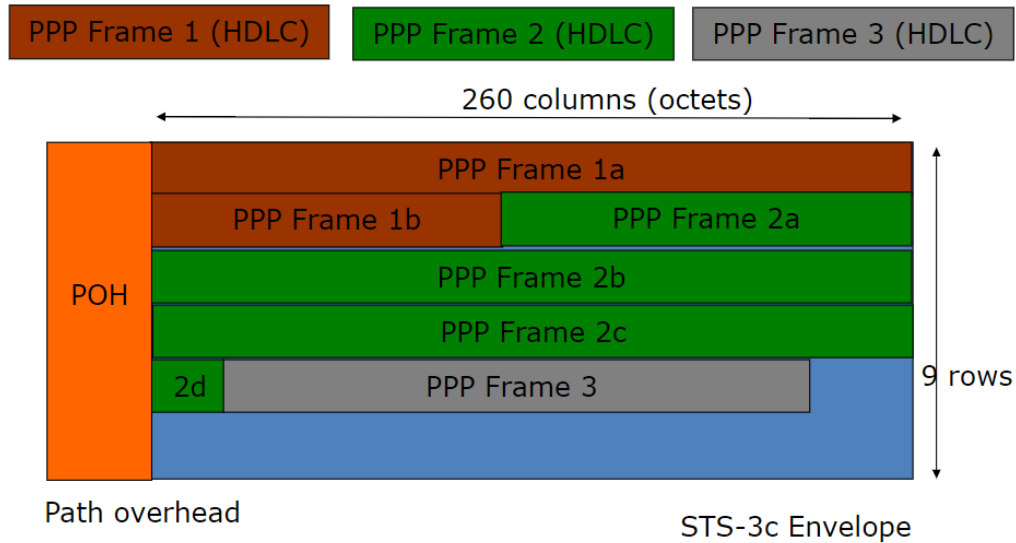 PPP Frame 1 (HDLC)
PPP Frame 2 (HDLC)
PPP Frame 3 (HDLC)
260 columns (octets)
PPP Frame 1a
PPP Frame 1b
PPP Frame 2a
POH
PPP Frame 2b
PPP Frame 2c
2d
PPP Frame 3
9 rows
Path overhead
STS-3c Envelope